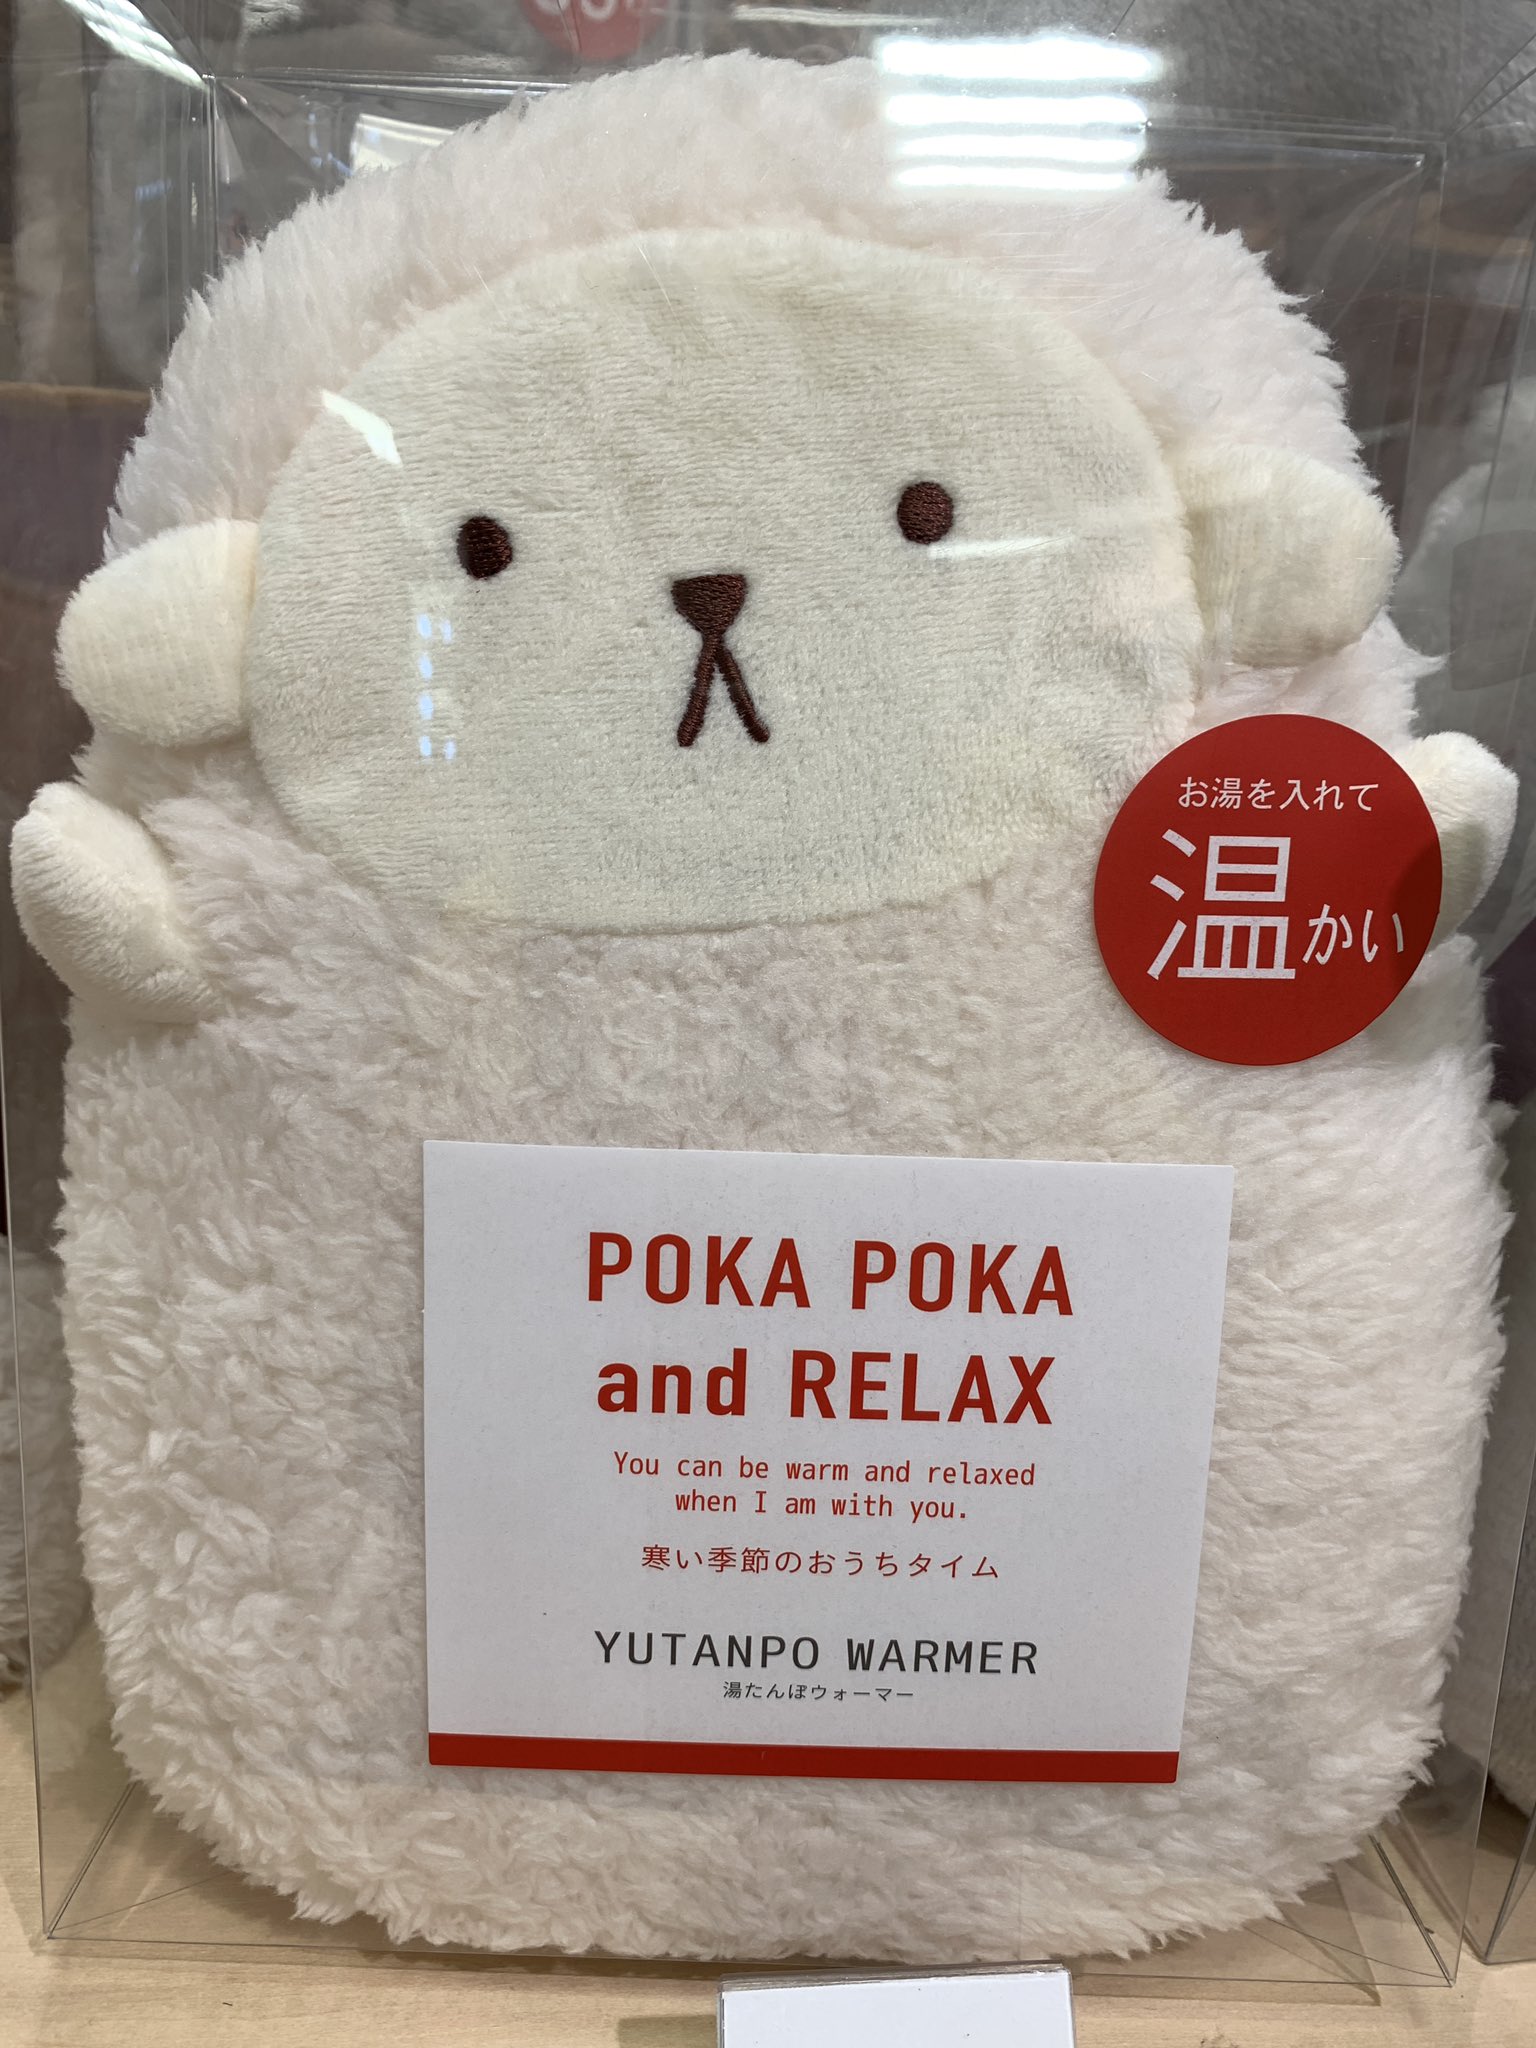 お湯を入れて
温かい
POKA POKA
and RELAX
You can be warm and relaxed
when I am with you.
寒い季節のおうちタイム
YUTANPO WARMER
湯たんぽウォーマー